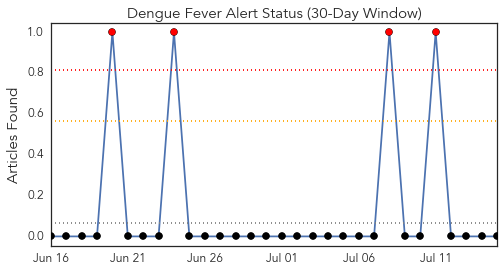 Dengue Fever Alert Status (30-Day Window)
Articles Found
1.0
0.8
0.6
0.4
0.2
0.0
Jun 16
Jun 21
Jun 26
Jul 01
Jul 06
Jul 11